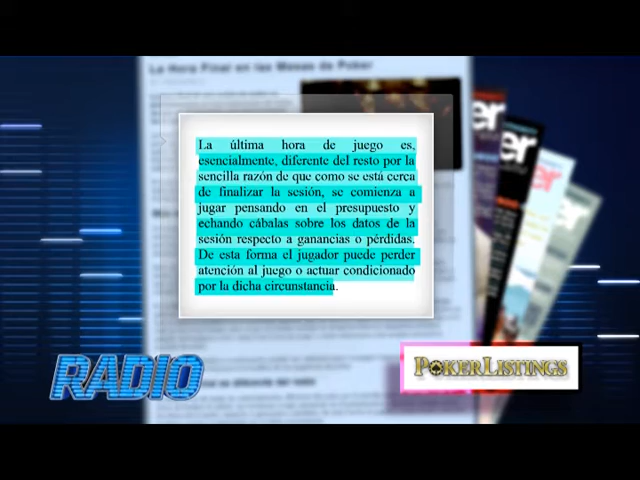 La Hora Final en las Mesas de Poker
La última hora de juego es,
esencialmente, diferente del resto por la
sencilla razón de que como se está cerca
de finalizar la sesión, se comienza a
jugar pensando en el presupuesto y
echando cábalas sobre los datos de la
sesión respecto a ganancias o pérdidas.
De esta forma el jugador puede perder
atención al juego o actuar condicionado
por la dicha circunstancia.
RADIO
POKERLISTINGS